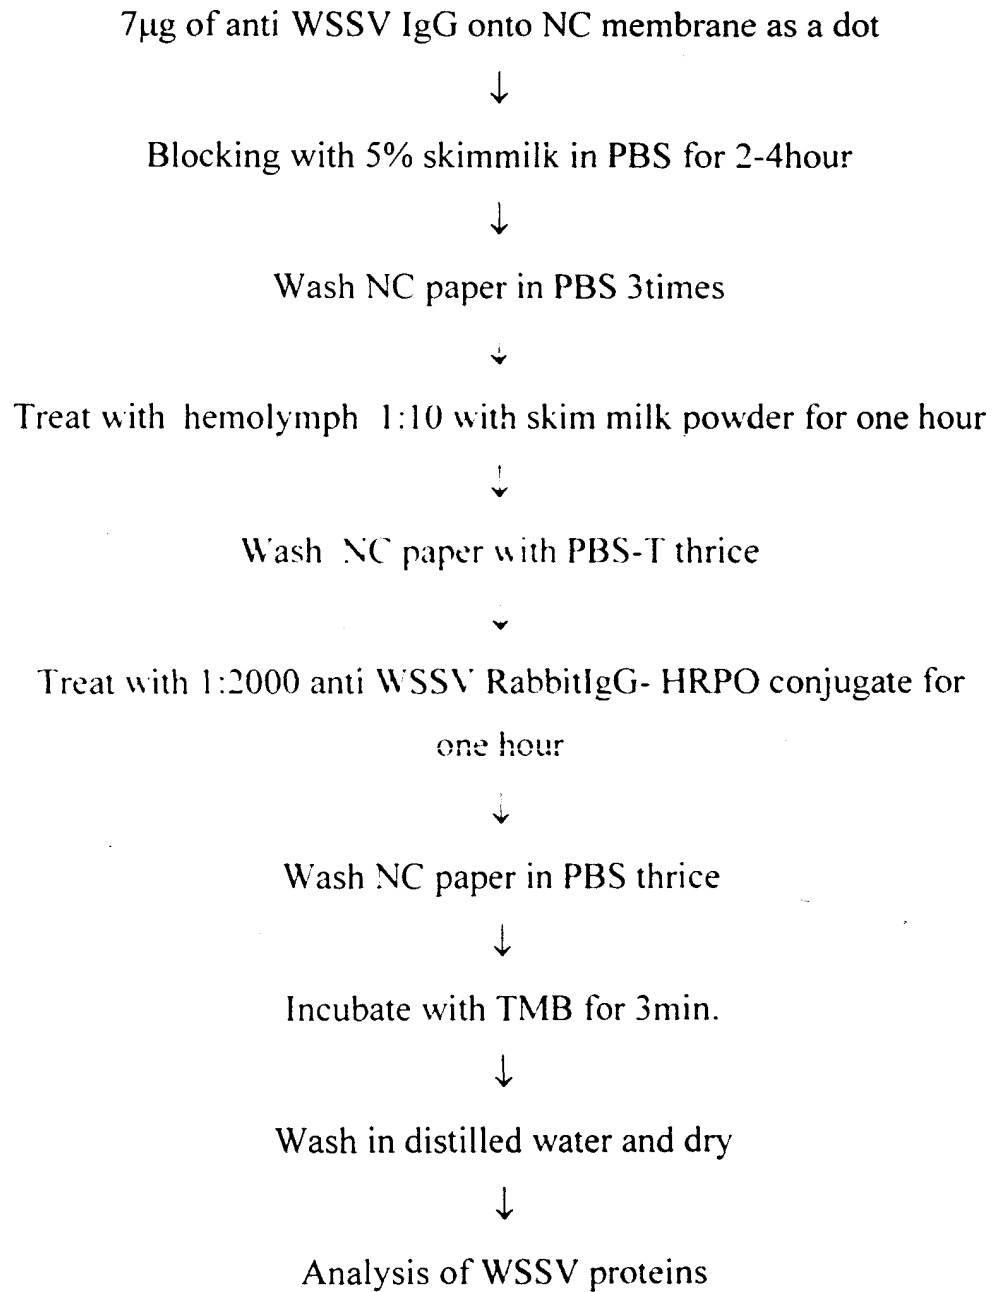 7µg of anti WSSV IgG onto NC membrane as a dot
↓
Blocking with 5% skimmilk in PBS for 2-4hour
↓
Wash NC paper in PBS 3times
↓
Treat with hemolymph 1:10 with skim milk powder for one hour
↓
Wash NC paper with PBS-T thrice
↓
Treat with 1:2000 anti WSSV RabbitIgG- HRPO conjugate for
one hour
↓
Wash NC paper in PBS thrice
↓
Incubate with TMB for 3min.
↓
Wash in distilled water and dry
↓
Analysis of WSSV proteins